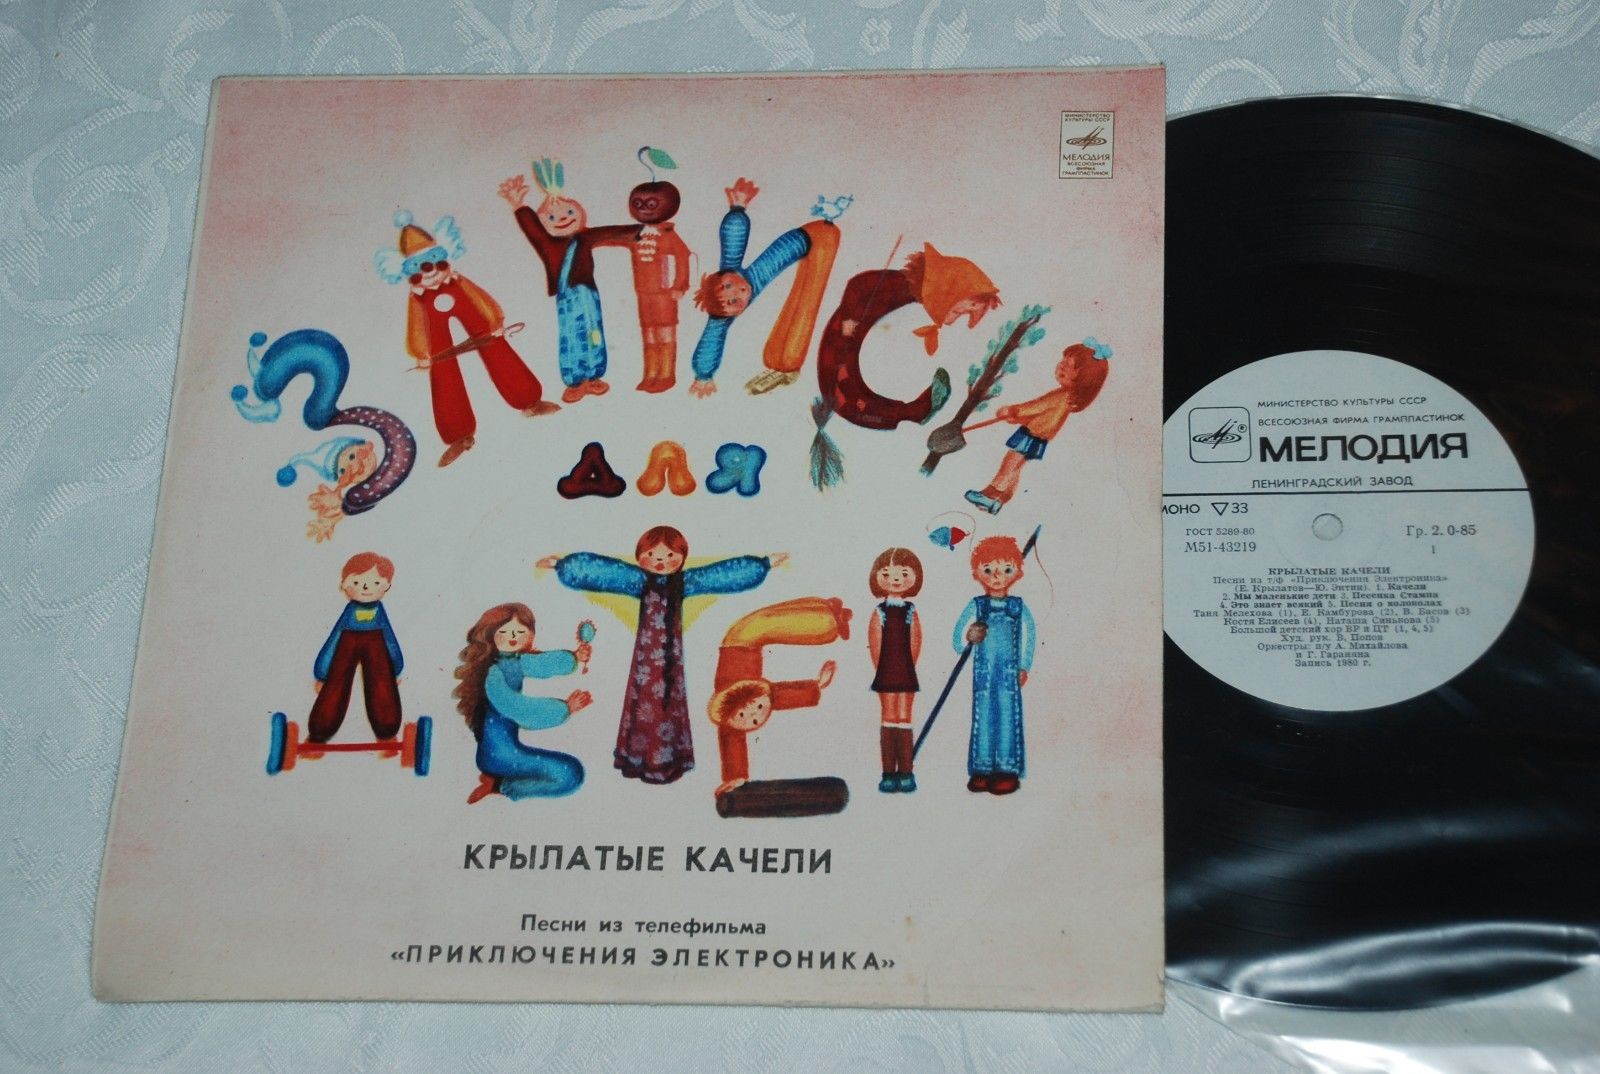 МИНИСТЕРСТВО
КУЛЬТУРЫ СССР
МЕЛОДИЯ
ВСЕСОЮЗНАЯ
ФИРМА
ГРАМПЛАСТИНОК
ЗАПИСИ
ДЛЯ
ДЕТЕЙ
КРЫЛАТЫЕ КАЧЕЛИ
Песни из телефильма
«ПРИКЛЮЧЕНИЯ ЭЛЕКТРОНИКА»
МИНИСТЕРСТВО КУЛЬТУРЫ СССР
ВСЕСОЮЗНАЯ ФИРМА ГРАМПЛАСТИНОК
МЕЛОДИЯ
®
ЛЕНИНГРАДСКИЙ ЗАВОД
МОНО ▽ 33
ГОСТ 5289-80
Гр. 2. 0-85
М51-43219
1
КРЫЛАТЫЕ КАЧЕЛИ
Песни из т/ф «Приключения Электроника»
(Е. Крылатов—Ю. Энтин). 1. Качели
2. Мы маленькие дети 3. Песенка Стампа
4. Это знает всякий 5. Песня о колоколах
Таня Мелехова (1), Е. Камбурова (2), В. Басов (3)
Костя Елисеев (4), Наташа Синькова (5)
Большой детский хор ВР и ЦТ (1, 4, 5)
Худ. рук. В. Попов
Оркестры: п/у А. Михайлова
и Г. Гараняна
Запись 1980 г.